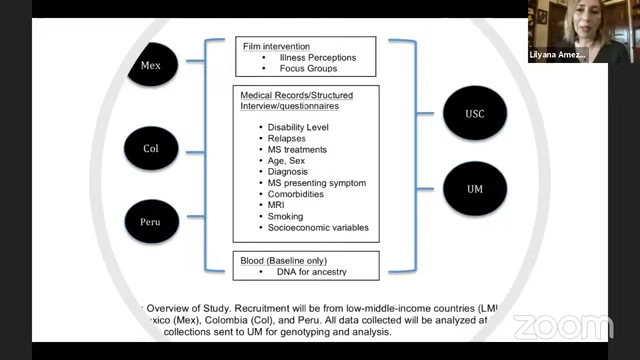 Film intervention
• Illness Perceptions
• Focus Groups
Mex
Col
Peru
Medical Records/Structured
Interview/questionnaires
• Disability Level
• Relapses
• MS treatments
• Age, Sex
• Diagnosis
• MS presenting symptom
• Comorbidities
• MRI
• Smoking
• Socioeconomic variables
Blood (Baseline only)
• DNA for ancestry
USC
UM
Overview of Study. Recruitment will be from low-middle-income countries (LMI
xico (Mex), Colombia (Col), and Peru. All data collected will be analyzed at
collections sent to UM for genotyping and analysis.
Lilyana Amez...
zoom